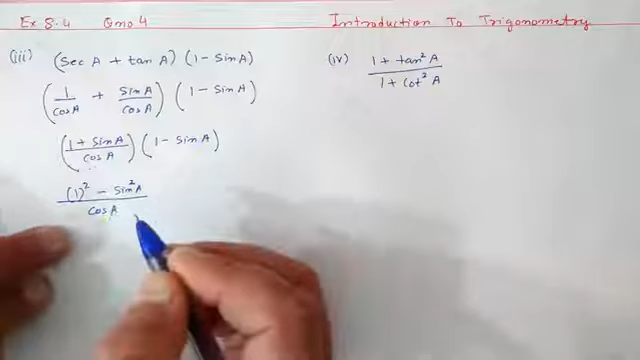 Ex 8.4 Qno 4 Introduction To Trigonometry
(iii) (Sec A + tan A) (1 - Sin A)
(1/Cos A + Sin A/Cos A) (1 - Sin A)
(1 + Sin A/Cos A) (1 - Sin A)
(1)² - Sin²A/Cos A
(iv) 1 + tan² A/1 + Cot² A